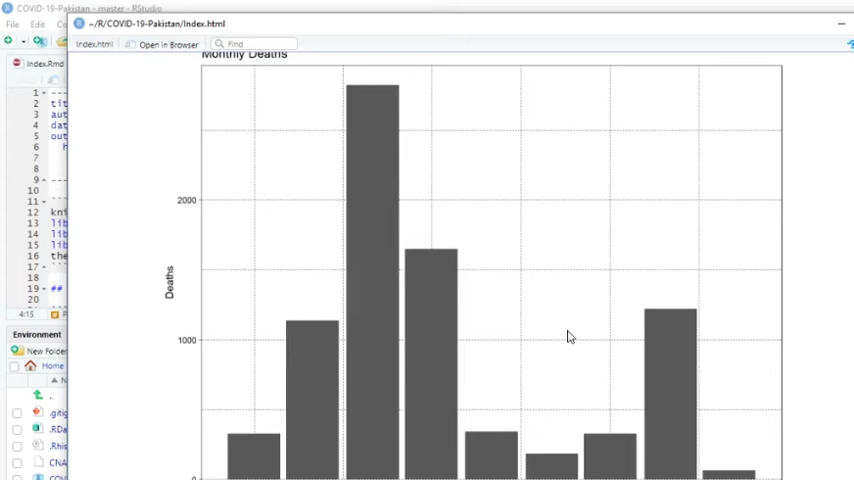 COVID-19-Pakistan - master - RStudio
File Edit Co
~/R/COVID-19-Pakistan/Index.html
Index.html Open in Browser Find
Index.Rmd
Monthly Deaths
1 ---
2 tit
3 aut
4 dat
5 out
6 h
7
8
9 ---
10
11 ```
12 kni
13 lib
14 lib
15 lib
16 the
17 ```
18
19 ##
20
4:15
2000
1000
0
Deaths
Environment
New Folder
Home
N
..
.gitig
.RDa
.Rhis
CNA
COVI